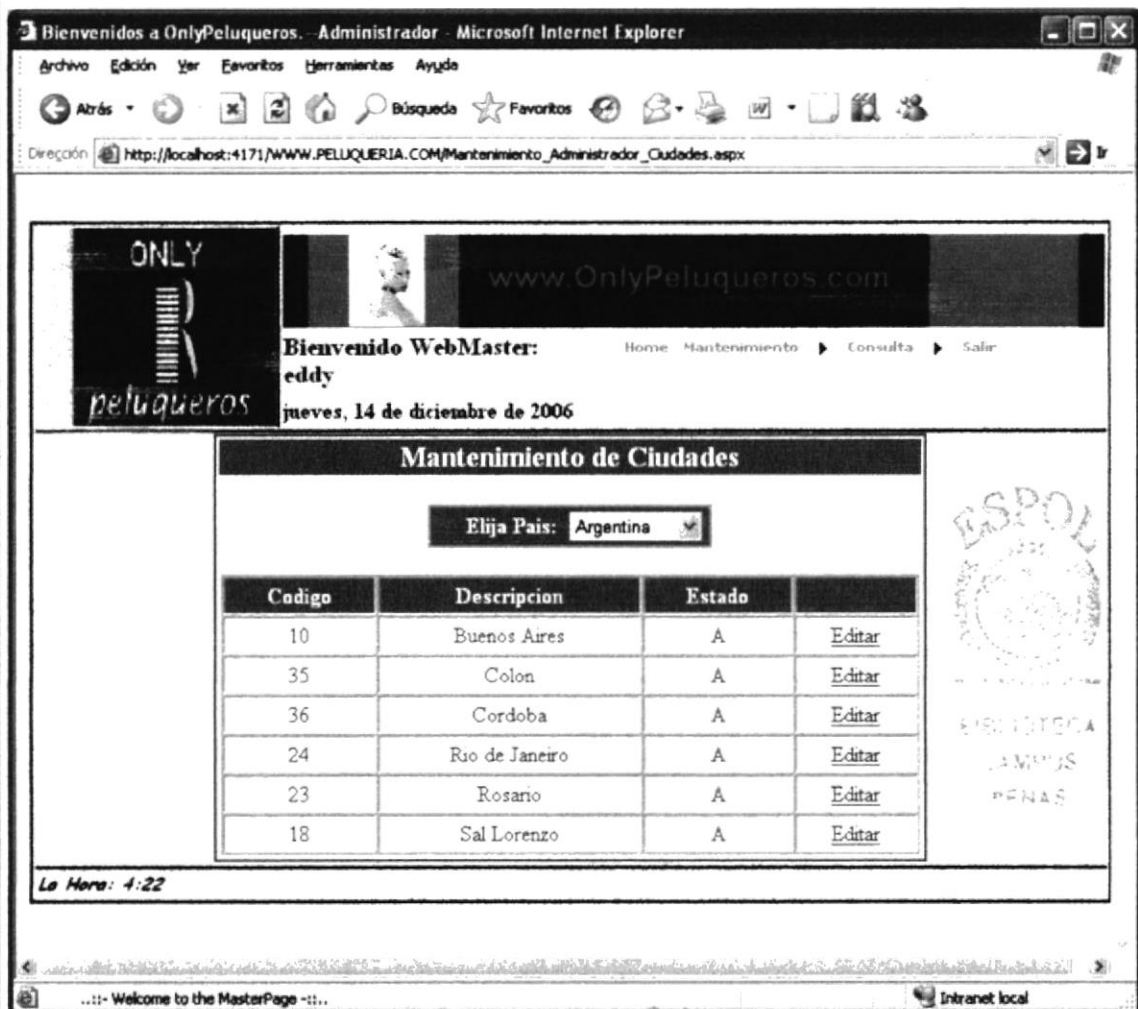 Bienvenidos a OnlyPeluqueros. -Administrador - Microsoft Internet Explorer
Archivo Edición Ver Favoritos Herramientas Ayuda
Atrás Búsqueda Favoritos
Dirección http://localhost:4171/WWW.PELUQUERIA.COM/Mantenimiento_Administrador_Ciudades.aspx Ir
ONLY
peluqueros
www.OnlyPeluqueros.com
Bienvenido WebMaster:
eddy
Home Mantenimiento Consulta Salir
jueves, 14 de diciembre de 2006
Mantenimiento de Ciudades
Elija Pais: Argentina
Codigo Descripcion Estado
10 Buenos Aires A Editar
35 Colon A Editar
36 Cordoba A Editar
24 Rio de Janeiro A Editar
23 Rosario A Editar
18 Sal Lorenzo A Editar
ESPOL
BIBLIOTECA
CAMPUS
PENAS
La Hora: 4:22
..::- Welcome to the MasterPage -::..
Intranet local